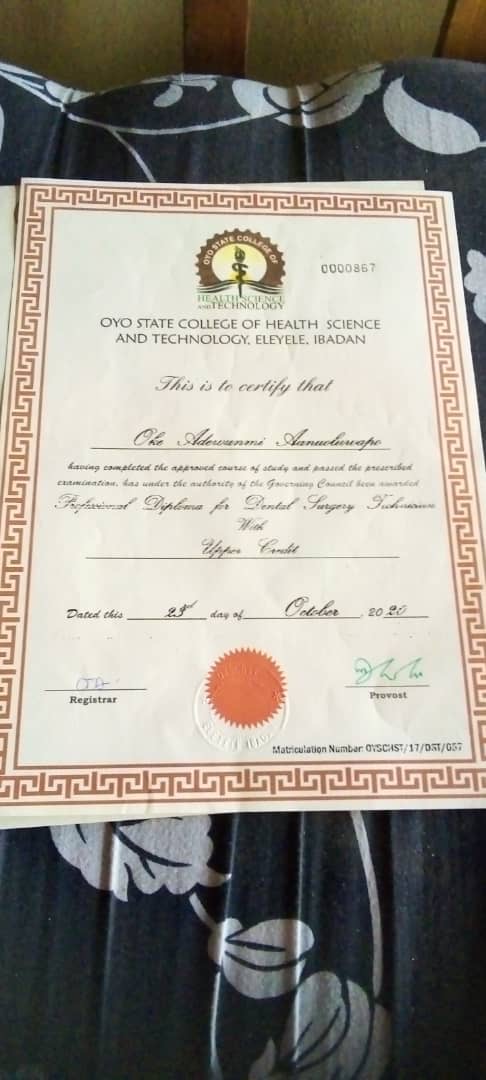 OYO STATE COLLEGE OF
HEALTH SCIENCE
AND TECHNOLOGY
0000867
OYO STATE COLLEGE OF HEALTH SCIENCE
AND TECHNOLOGY, ELEYELE, IBADAN
This is to certify that
Oke Adewunmi Aanuoluwapo
having completed the approved course of study and passed the prescribed
examination, has under the authority of the Governing Council been awarded
Professional Diploma for Dental Surgery Technician
With
Upper Credit
Dated this 23rd day of October, 2020
Registrar
Provost
Matriculation Number: OYSCHST/17/DST/057